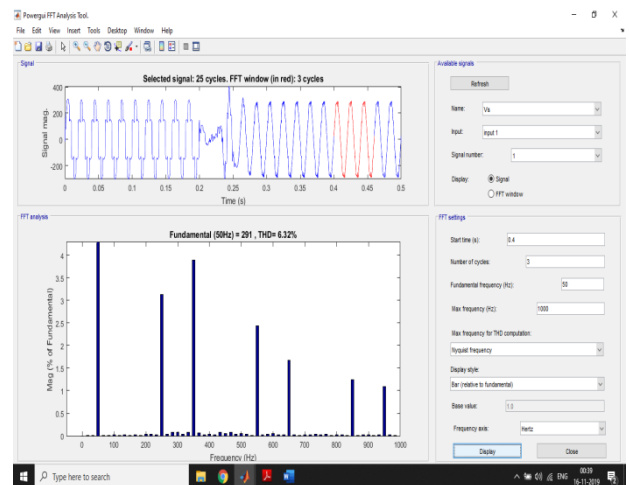 Powergui FFT Analysis Tool.
File Edit View Insert Tools Desktop Window Help
Signal
Selected signal: 25 cycles. FFT window (in red): 3 cycles
Signal mag.
400
200
0
-200
0 0.05 0.1 0.15 0.2 0.25 0.3 0.35 0.4 0.45 0.5
Time (s)
FFT analysis
Fundamental (50Hz) = 291 , THD= 6.32%
Mag (% of Fundamental)
4
3.5
3
2.5
2
1.5
1
0.5
0
0 100 200 300 400 500 600 700 800 900 1000
Frequency (Hz)
Available signals
Refresh
Name: Va
Input: input 1
Signal number: 1
Display: Signal
FFT window
FFT settings
Start time (s): 0.4
Number of cycles: 3
Fundamental frequency (Hz): 50
Max frequency (Hz): 1000
Max frequency for THD computation:
Nyquist frequency
Display style:
Bar (relative to fundamental)
Base value: 1.0
Frequency axis: Hertz
Display Close
Type here to search
ENG
00:39
16-11-2019